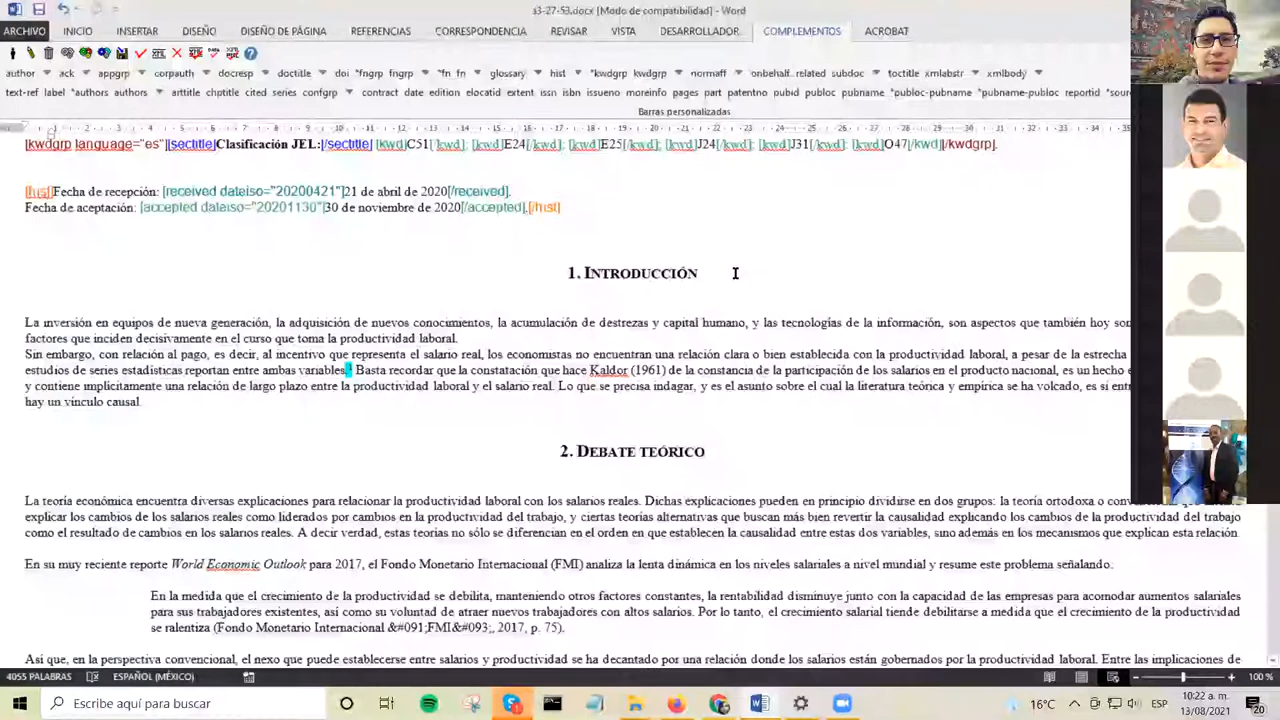 s3-27-53.docx [Modo de compatibilidad] - Word
ARCHIVO INICIO INSERTAR DISEÑO DISEÑO DE PÁGINA REFERENCIAS CORRESPONDENCIA REVISAR VISTA DESARROLLADOR COMPLEMENTOS ACROBAT
author ack appgrp corpauth docresp doctitle doi *fngrp fngrp *fn fn glossary hist *kwdgrp kwdgrp normaff onbehalf related subdoc toctitle xmlabstr xmlbody
text-ref label *authors authors arttitle chptitle cited series confgrp contract date edition elocatid extent isbn issn issueno moreinfo pages part patentno pubid publoc pubname *publoc-pubname *pubname-publoc reportid *sour
Barras personalizadas
[kwdgrp language="es"][sectitle]Clasificación JEL:[/sectitle] [kwd]C51[/kwd]; [kwd]E24[/kwd]; [kwd]E25[/kwd]; [kwd]J24[/kwd]; [kwd]J31[/kwd]; [kwd]O47[/kwd][/kwdgrp].
[hist]Fecha de recepción: [received dateiso="20200421"]21 de abril de 2020[/received].
Fecha de aceptación: [accepted dateiso="20201130"]30 de noviembre de 2020[/accepted].[/hist]
1. INTRODUCCIÓN
La inversión en equipos de nueva generación, la adquisición de nuevos conocimientos, la acumulación de destrezas y capital humano, y las tecnologías de la información, son aspectos que también hoy son
factores que inciden decisivamente en el curso que toma la productividad laboral.
Sin embargo, con relación al pago, es decir, al incentivo que representa el salario real, los economistas no encuentran una relación clara o bien establecida con la productividad laboral, a pesar de la estrecha
estudios de series estadísticas reportan entre ambas variables. Basta recordar que la constatación que hace Kaldor (1961) de la constancia de la participación de los salarios en el producto nacional, es un hecho e
y contiene implícitamente una relación de largo plazo entre la productividad laboral y el salario real. Lo que se precisa indagar, y es el asunto sobre el cual la literatura teórica y empírica se ha volcado, es si entr
hay un vínculo causal.
2. DEBATE TEÓRICO
La teoría económica encuentra diversas explicaciones para relacionar la productividad laboral con los salarios reales. Dichas explicaciones pueden en principio dividirse en dos grupos: la teoría ortodoxa o conv
explicar los cambios de los salarios reales como liderados por cambios en la productividad del trabajo, y ciertas teorías alternativas que buscan más bien revertir la causalidad explicando los cambios de la productividad del trabajo
como el resultado de cambios en los salarios reales. A decir verdad, estas teorías no sólo se diferencian en el orden en que establecen la causalidad entre estas dos variables, sino además en los mecanismos que explican esta relación.
En su muy reciente reporte World Economic Outlook para 2017, el Fondo Monetario Internacional (FMI) analiza la lenta dinámica en los niveles salariales a nivel mundial y resume este problema señalando.
En la medida que el crecimiento de la productividad se debilita, manteniendo otros factores constantes, la rentabilidad disminuye junto con la capacidad de las empresas para acomodar aumentos salariales
para sus trabajadores existentes, así como su voluntad de atraer nuevos trabajadores con altos salarios. Por lo tanto, el crecimiento salarial tiende debilitarse a medida que el crecimiento de la productividad
se ralentiza (Fondo Monetario Internacional &#091;FMI&#093;, 2017, p. 75).
Así que, en la perspectiva convencional, el nexo que puede establecerse entre salarios y productividad se ha decantado por una relación donde los salarios están gobernados por la productividad laboral. Entre las implicaciones de
4055 PALABRAS ESPAÑOL (MÉXICO) 100 %
Escribe aquí para buscar
16°C ESP 10:22 a. m. 13/08/2021 20